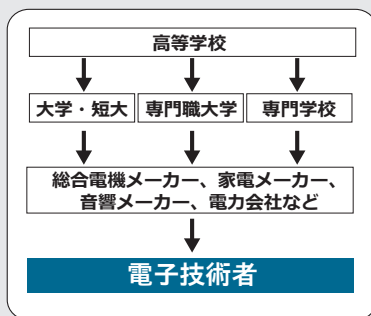 高等学校
大学・短大 専門職大学 専門学校
総合電機メーカー、家電メーカー、
音響メーカー、電力会社など
電子技術者